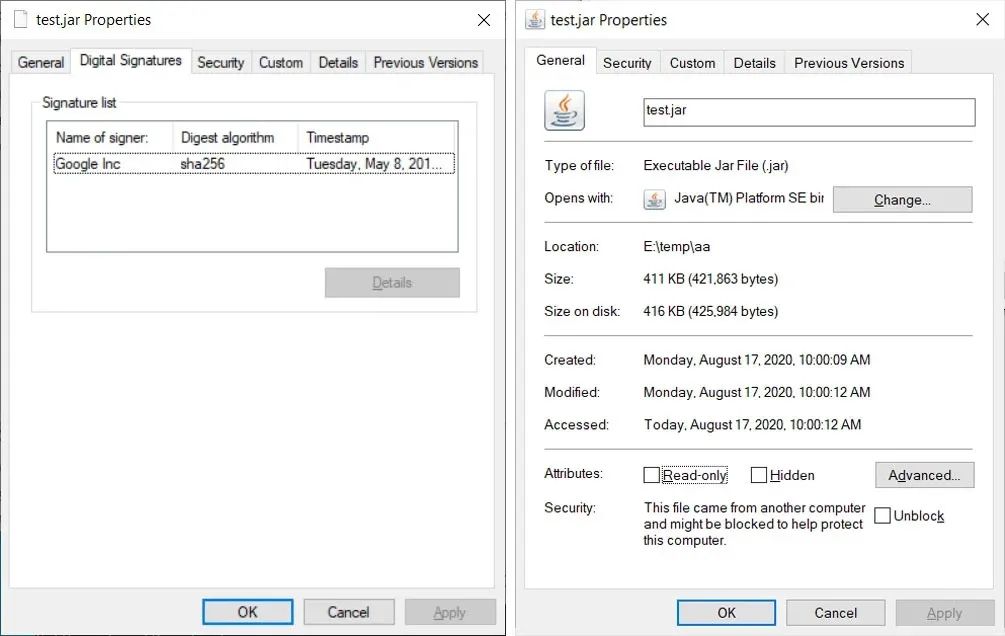 test.jar Properties
General Digital Signatures Security Custom Details Previous Versions
Signature list
Name of signer: Digest algorithm Timestamp
Google Inc sha256 Tuesday, May 8, 201...
Details
OK Cancel Apply
test.jar Properties
General Security Custom Details Previous Versions
test.jar
Type of file: Executable Jar File (.jar)
Opens with: Java(TM) Platform SE bir Change...
Location: E:\temp\aa
Size: 411 KB (421,863 bytes)
Size on disk: 416 KB (425,984 bytes)
Created: Monday, August 17, 2020, 10:00:09 AM
Modified: Monday, August 17, 2020, 10:00:12 AM
Accessed: Today, August 17, 2020, 10:00:12 AM
Attributes: Read-only Hidden Advanced...
Security: This file came from another computer
and might be blocked to help protect
this computer.
Unblock
OK Cancel Apply